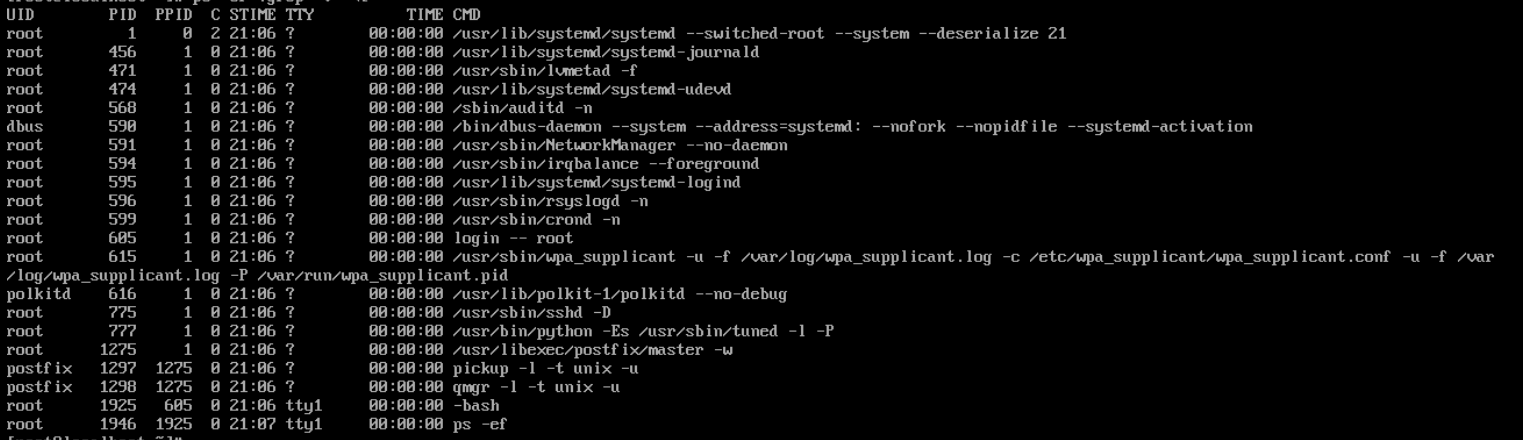 UID        PID  PPID  C STIME TTY          TIME CMD
root         1     0  2 21:06 ?        00:00:00 /usr/lib/systemd/systemd --switched-root --system --deserialize 21
root       456     1  0 21:06 ?        00:00:00 /usr/lib/systemd/systemd-journald
root       471     1  0 21:06 ?        00:00:00 /usr/sbin/lvmetad -f
root       474     1  0 21:06 ?        00:00:00 /usr/lib/systemd/systemd-udevd
root       568     1  0 21:06 ?        00:00:00 /sbin/auditd -n
dbus       590     1  0 21:06 ?        00:00:00 /bin/dbus-daemon --system --address=systemd: --nofork --nopidfile --systemd-activation
root       591     1  0 21:06 ?        00:00:00 /usr/sbin/NetworkManager --no-daemon
root       594     1  0 21:06 ?        00:00:00 /usr/sbin/irqbalance --foreground
root       595     1  0 21:06 ?        00:00:00 /usr/lib/systemd/systemd-logind
root       596     1  0 21:06 ?        00:00:00 /usr/sbin/rsyslogd -n
root       599     1  0 21:06 ?        00:00:00 /usr/sbin/crond -n
root       605     1  0 21:06 ?        00:00:00 login -- root
root       615     1  0 21:06 ?        00:00:00 /usr/sbin/wpa_supplicant -u -f /var/log/wpa_supplicant.log -c /etc/wpa_supplicant/wpa_supplicant.conf -u -f /var
/log/wpa_supplicant.log -P /var/run/wpa_supplicant.pid
polkitd    616     1  0 21:06 ?        00:00:00 /usr/lib/polkit-1/polkitd --no-debug
root       775     1  0 21:06 ?        00:00:00 /usr/sbin/sshd -D
root       777     1  0 21:06 ?        00:00:00 /usr/bin/python -Es /usr/sbin/tuned -l -P
root      1275     1  0 21:06 ?        00:00:00 /usr/libexec/postfix/master -w
postfix   1297  1275  0 21:06 ?        00:00:00 pickup -l -t unix -u
postfix   1298  1275  0 21:06 ?        00:00:00 qmgr -l -t unix -u
root      1925   605  0 21:06 tty1     00:00:00 -bash
root      1946  1925  0 21:07 tty1     00:00:00 ps -ef